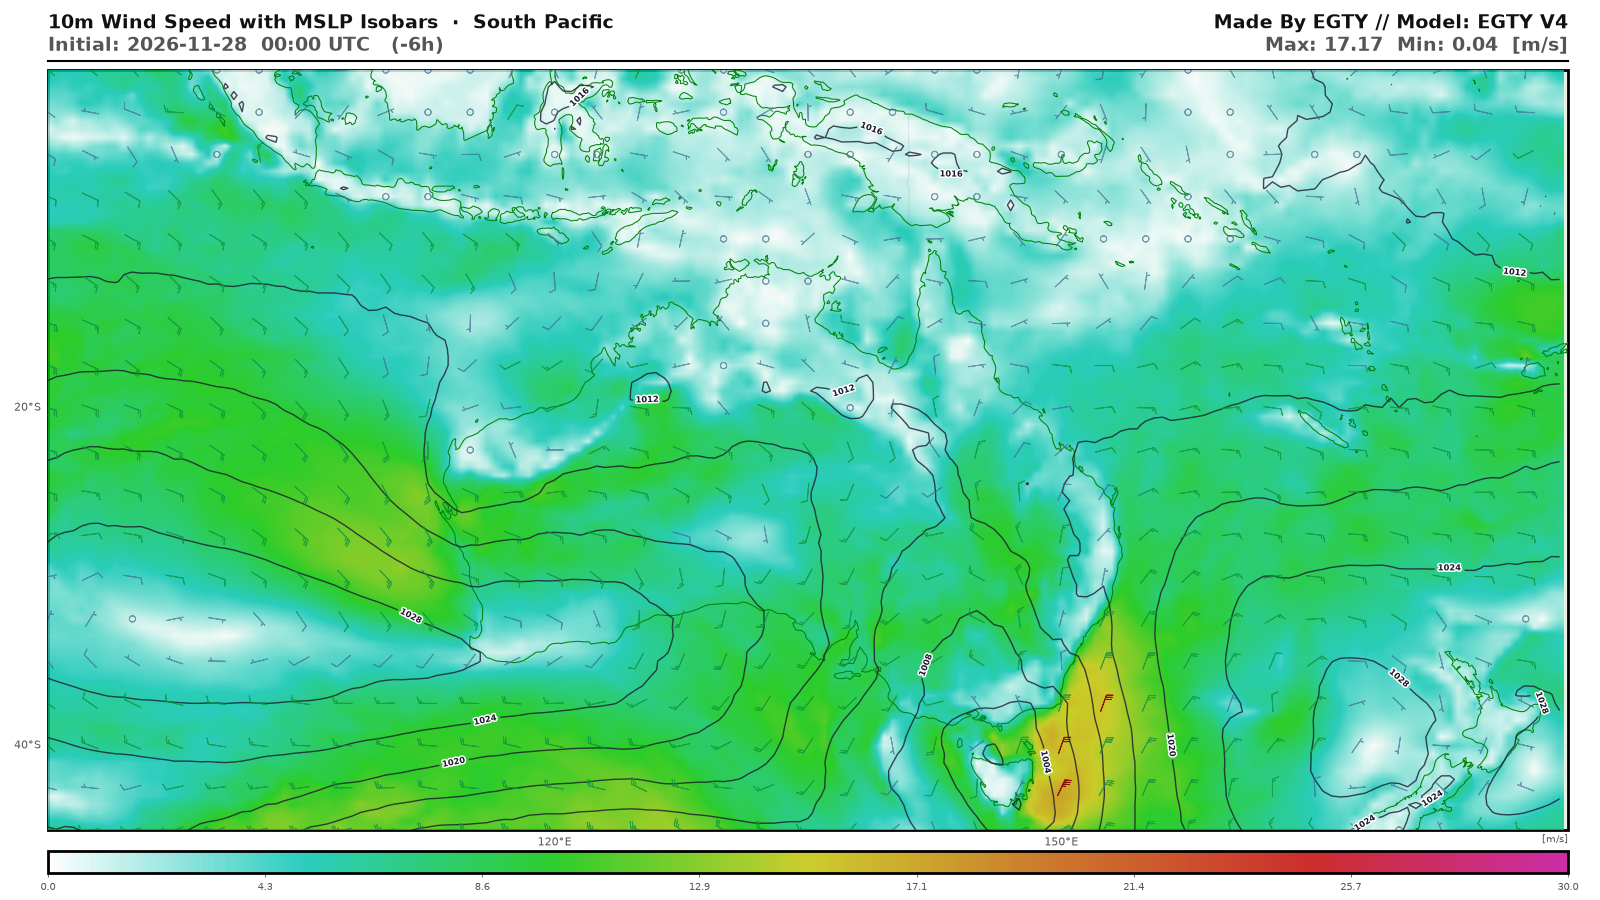 10m Wind Speed with MSLP Isobars · South Pacific
Made By EGTY // Model: EGTY V4
Initial: 2026-11-28 00:00 UTC (-6h)
Max: 17.17 Min: 0.04 [m/s]
1016
1016
1016
1012
1012
1012
20°S
1024
1028
1008
1028
1028
1024
1020
40°S
1020
1004
1024
1024
120°E
150°E
[m/s]
0.0
4.3
8.6
12.9
17.1
21.4
25.7
30.0